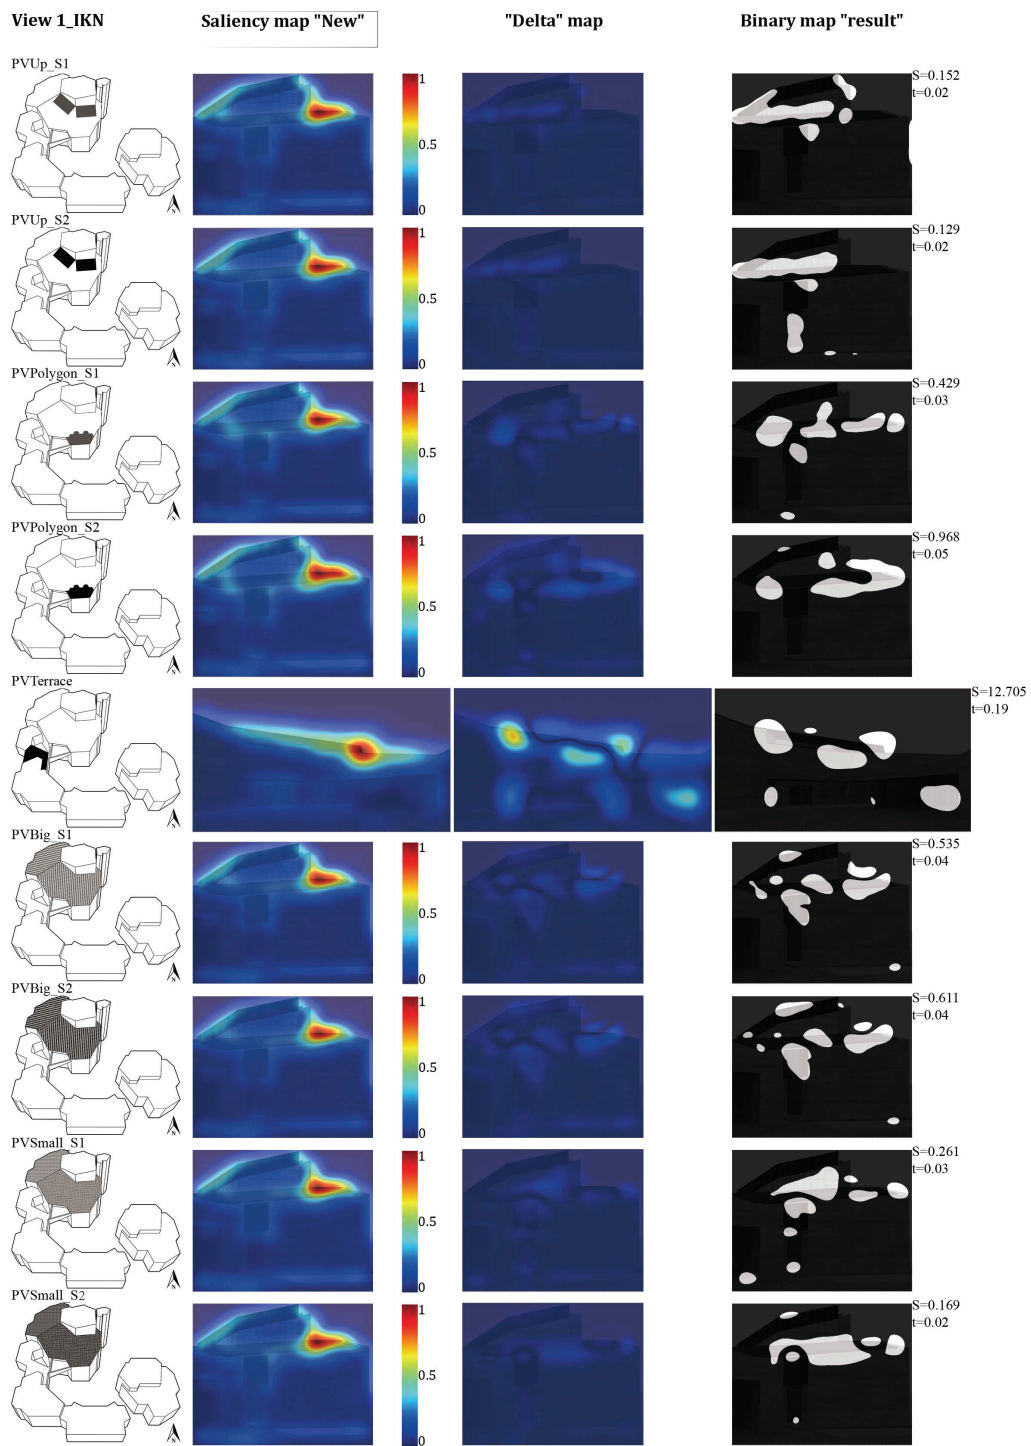 View 1_IKN
Saliency map "New"
"Delta" map
Binary map "result"
PVUp_S1
1
0.5
0
S=0.152
t=0.02
PVUp_S2
1
0.5
0
S=0.129
t=0.02
PVPolygon_S1
1
0.5
0
S=0.429
t=0.03
PVPolygon_S2
1
0.5
0
S=0.968
t=0.05
PVTerrace
S=12.705
t=0.19
PVBig_S1
1
0.5
0
S=0.535
t=0.04
PVBig_S2
1
0.5
0
S=0.611
t=0.04
PVSmall_S1
1
0.5
0
S=0.261
t=0.03
PVSmall_S2
1
0.5
0
S=0.169
t=0.02